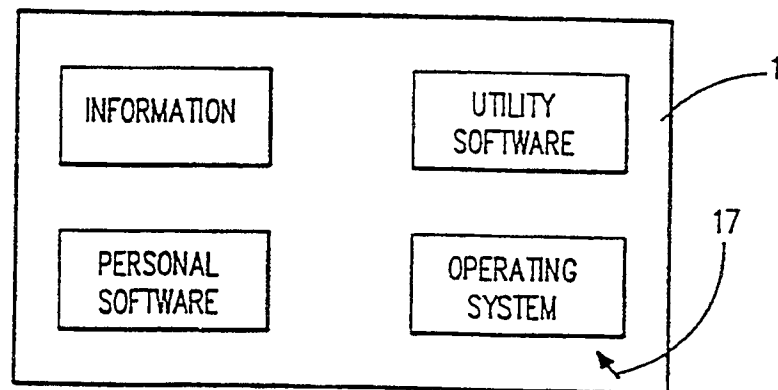 INFORMATION
UTILITY
SOFTWARE
PERSONAL
SOFTWARE
OPERATING
SYSTEM
17